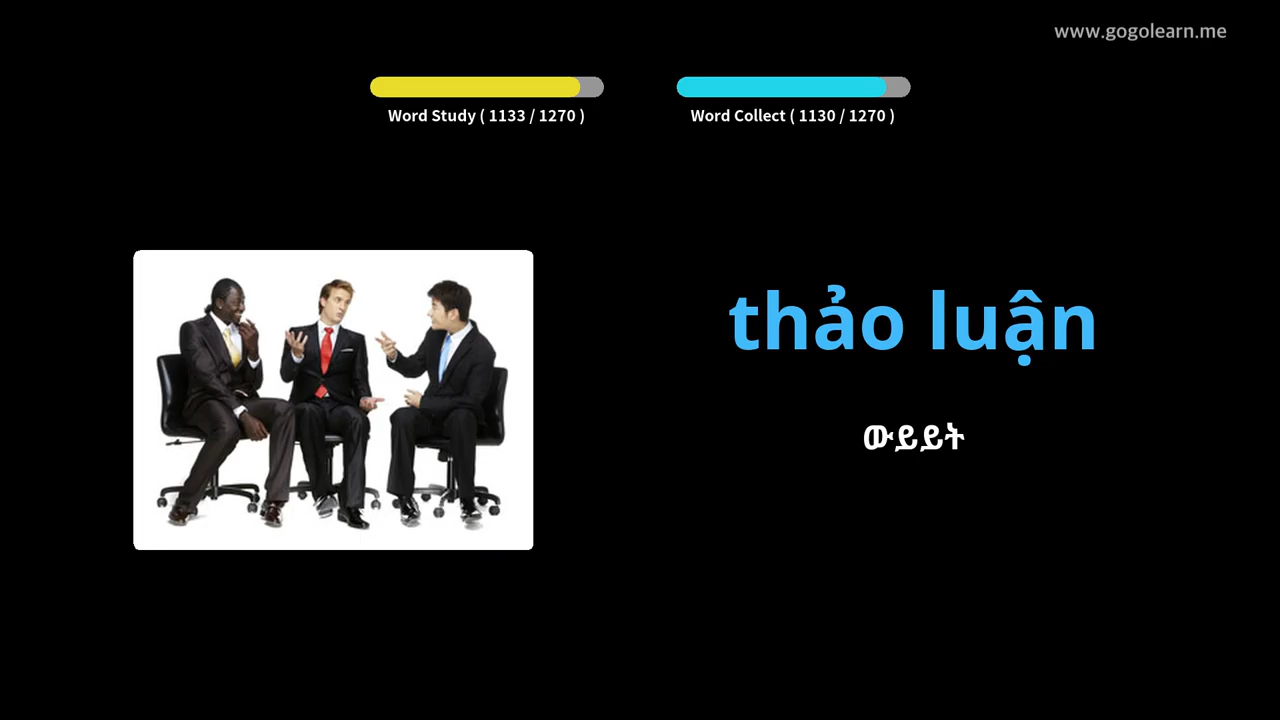 www.gogolearn.me
Word Study ( 1133 / 1270 )
Word Collect ( 1130 / 1270 )
thảo luận
ውይይት